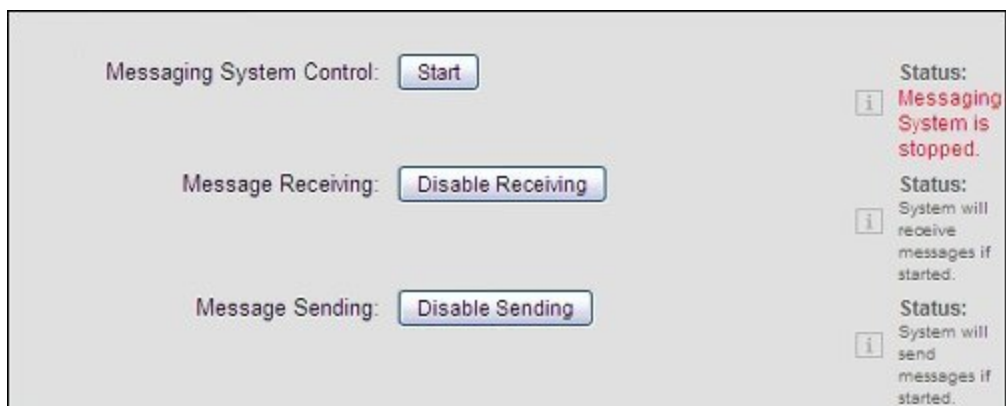 Messaging System Control:
Start
Status:
Messaging
System is
stopped.
Message Receiving:
Disable Receiving
Status:
System will
receive
messages if
started.
Message Sending:
Disable Sending
Status:
System will
send
messages if
started.